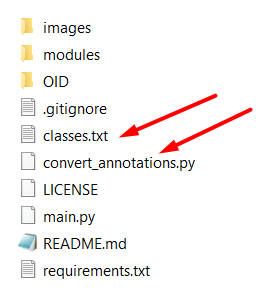 images
modules
OID
.gitignore
classes.txt
convert_annotations.py
LICENSE
main.py
README.md
requirements.txt